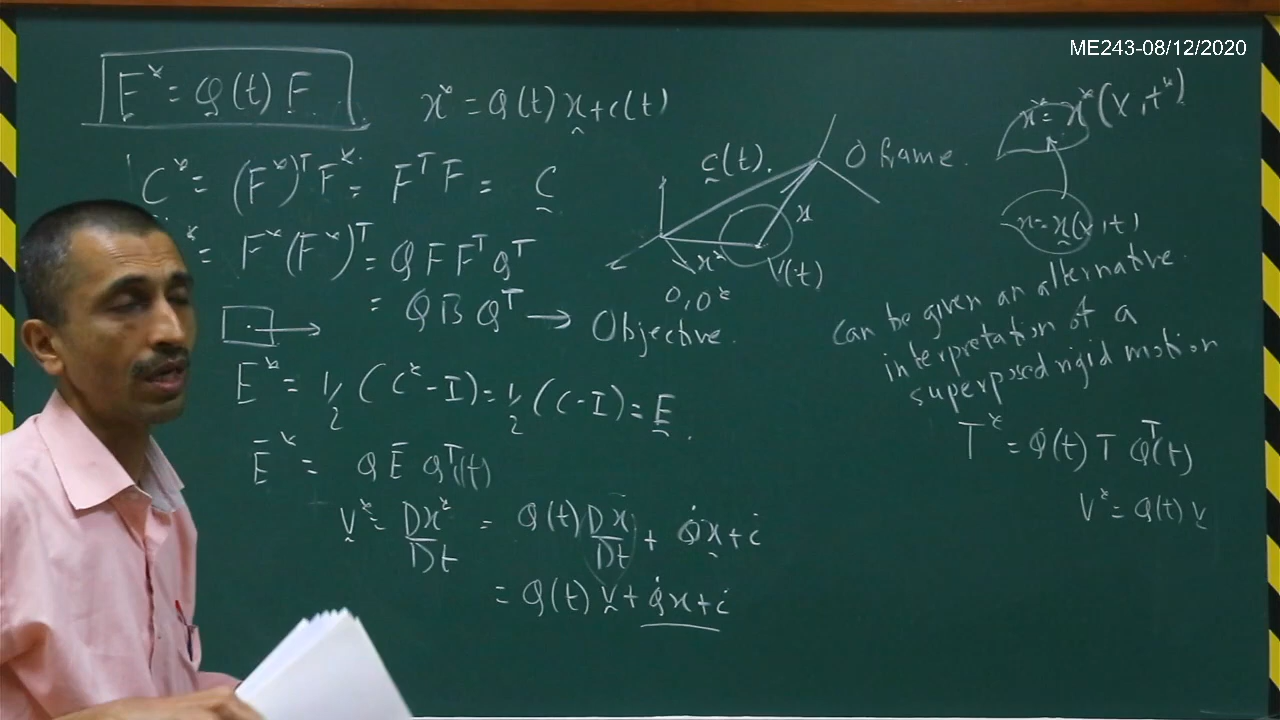 ME243-08/12/2020
F* = Q(t) F
x* = Q(t) x + c(t)
x* = x*(X, t*)
C* = (F*)ᵀ F* = Fᵀ F = C
c(t).
O frame.
x
x = x(X, t)
* = F* (F*)ᵀ = Q F Fᵀ Qᵀ
x*
V(t)
O, O*
= Q B Qᵀ → Objective.
can be given an alternative
interpretation of a
superposed rigid motion
E* = 1/2 (C* - I) = 1/2 (C - I) = E.
T* = Q(t) T Qᵀ(t)
Ē* = Q Ē Qᵀ(t)
V* = Q(t) v
v* = Dx*/Dt = Q(t) Dx/Dt + Q̇x + ċ
= Q(t) v + Q̇x + ċ